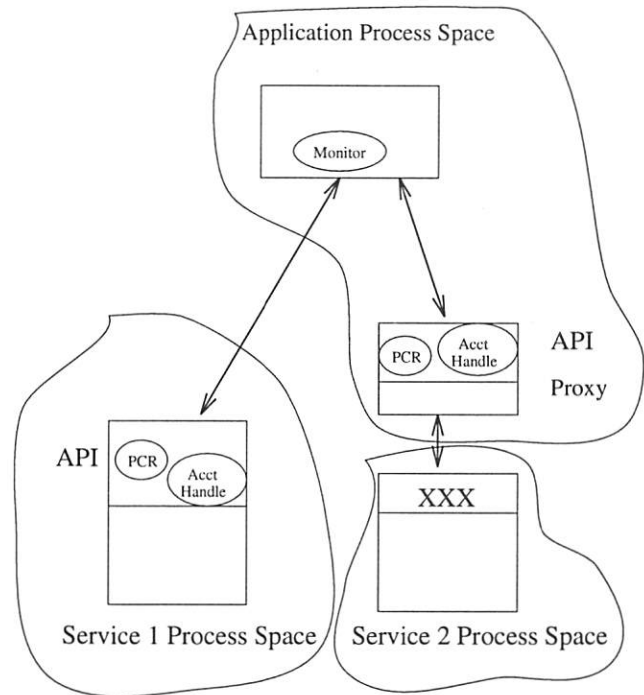 Application Process Space
Monitor
PCR
Acct
Handle
API
Proxy
API
PCR
Acct
Handle
XXX
Service 1 Process Space
Service 2 Process Space